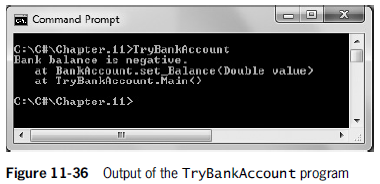 Command Prompt
C:\C#\Chapter.11>TryBankAccount
Bank balance is negative.
   at BankAccount.set_Balance(Double value)
   at TryBankAccount.Main()
C:\C#\Chapter.11>
Figure 11-36 Output of the TryBankAccount program